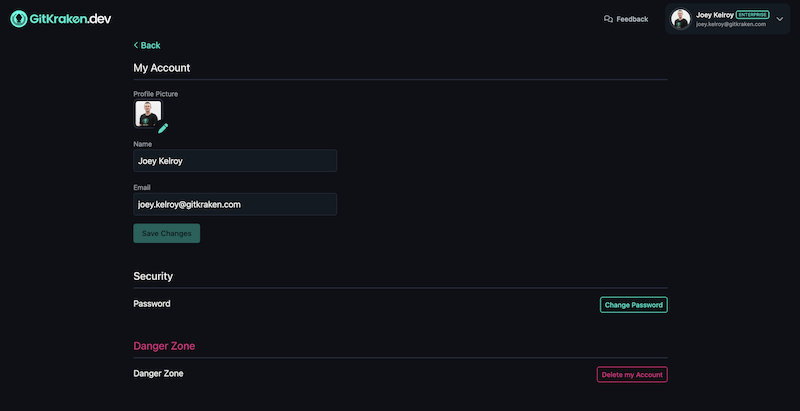 GitKraken.dev
Feedback
Joey Kelroy ENTERPRISE
joey.kelroy@gitkraken.com
Back
My Account
Profile Picture
Name
Joey Kelroy
Email
joey.kelroy@gitkraken.com
Save Changes
Security
Password
Change Password
Danger Zone
Danger Zone
Delete my Account